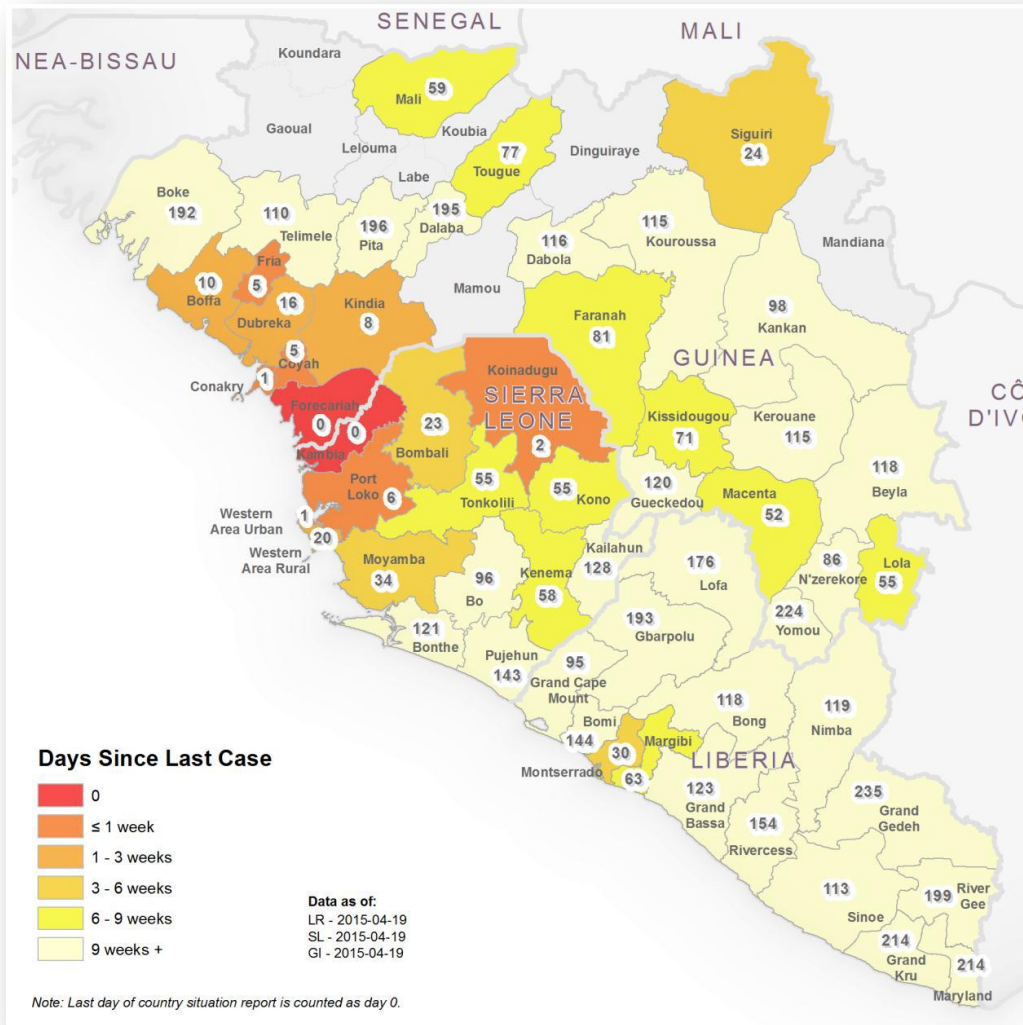 SENEGAL
MALI
NEA-BISSAU
Koundara
Mali
59
Gaoual
Koubia
Lelouma
77
Tougue
Dinguiraye
Labe
Siguiri
24
Boke
192
110
Telimele
196
Pita
195
Dalaba
115
Kouroussa
116
Dabola
Mandiana
Fria
5
10
Boffa
16
Dubreka
Kindia
8
Mamou
Faranah
81
98
Kankan
GUINEA
5
Coyah
Conakry
1
Koinadugu
SIERRA
LEONE
2
CÔ
D'IVO
Forecariah
0
0
Kambia
23
Bombali
Kissidougou
71
Kerouane
115
Port
Loko
6
55
Tonkolili
55
Kono
120
Gueckedou
Macenta
52
118
Beyla
Western
Area Urban
1
20
Western
Area Rural
Moyamba
34
96
Bo
Kenema
58
Kailahun
128
176
Lofa
86
N'zerekore
Lola
55
121
Bonthe
193
Gbarpolu
224
Yomou
Pujehun
143
95
Grand Cape
Mount
118
Bong
119
Nimba
Bomi
144
30
Margibi
63
Montserrado
LIBERIA
123
Grand
Bassa
154
Rivercess
235
Grand
Gedeh
113
Sinoe
199
River
Gee
214
Grand
Kru
214
Maryland
Days Since Last Case
0
≤ 1 week
1 - 3 weeks
3 - 6 weeks
6 - 9 weeks
9 weeks +
Data as of:
LR - 2015-04-19
SL - 2015-04-19
GI - 2015-04-19
Note: Last day of country situation report is counted as day 0.